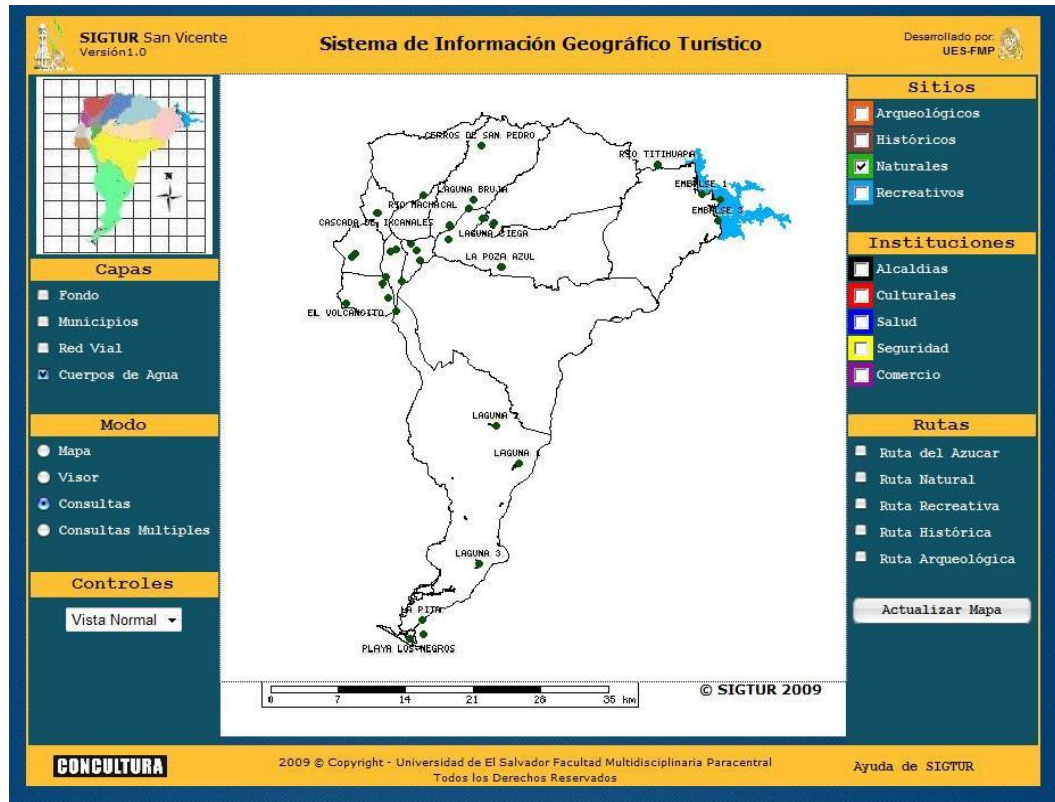 SIGTUR San Vicente
Versión1.0
Sistema de Información Geográfico Turístico
Desarrollado por:
UES-FMP
N
Capas
Fondo
Municipios
Red Vial
Cuerpos de Agua
Modo
Mapa
Visor
Consultas
Consultas Multiples
Controles
Vista Normal
CERROS DE SAN PEDRO
RIO TITIHUAPA
LAGUNA BRUJA
EMBALSE 1
RIO MACHACAL
EMBALSE 3
CASCADA DE IXCANALES
LAGUNA CIEGA
LA POZA AZUL
EL VOLCANCITO
LAGUNA 2
LAGUNA 1
LAGUNA 3
LA PITA
PLAYA LOS NEGROS
0 7 14 21 28 35 km
© SIGTUR 2009
Sitios
Arqueológicos
Históricos
Naturales
Recreativos
Instituciones
Alcaldias
Culturales
Salud
Seguridad
Comercio
Rutas
Ruta del Azucar
Ruta Natural
Ruta Recreativa
Ruta Histórica
Ruta Arqueológica
Actualizar Mapa
CONCULTURA
2009 © Copyright - Universidad de El Salvador Facultad Multidisciplinaria Paracentral
Todos los Derechos Reservados
Ayuda de SIGTUR